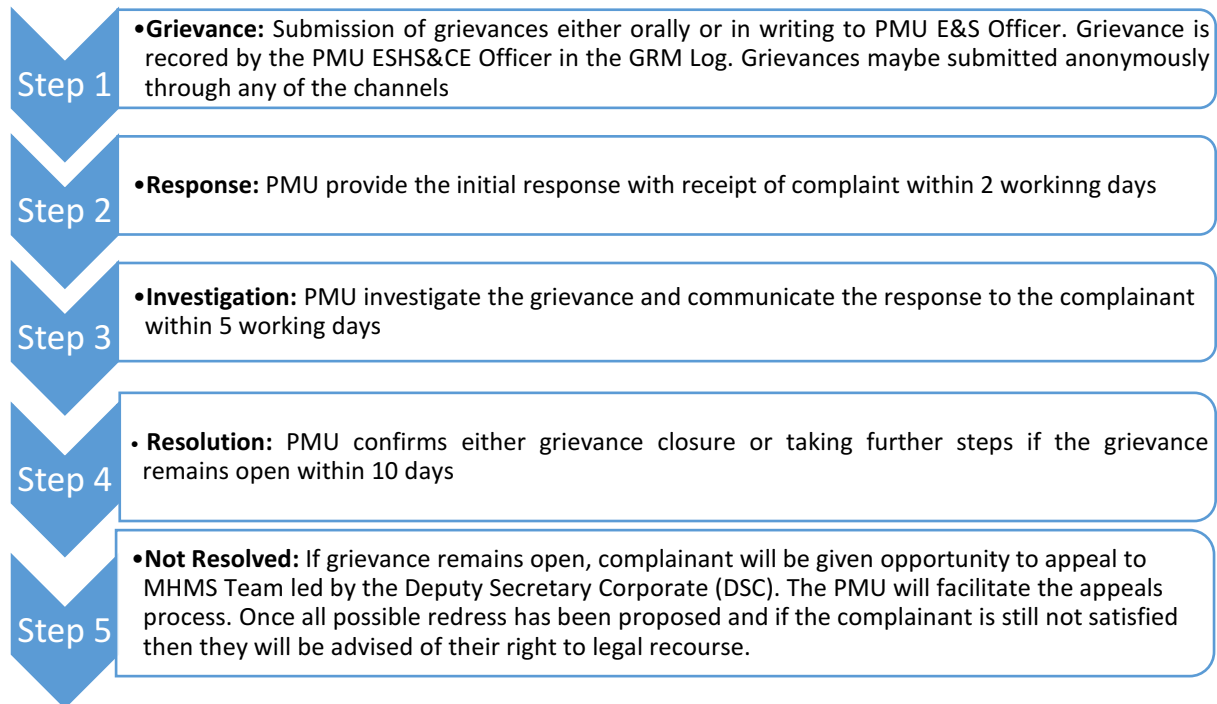 Step 1
•Grievance: Submission of grievances either orally or in writing to PMU E&S Officer. Grievance is
recored by the PMU ESHS&CE Officer in the GRM Log. Grievances maybe submitted anonymously
through any of the channels
Step 2
•Response: PMU provide the initial response with receipt of complaint within 2 workinng days
Step 3
•Investigation: PMU investigate the grievance and communicate the response to the complainant
within 5 working days
Step 4
• Resolution: PMU confirms either grievance closure or taking further steps if the grievance
remains open within 10 days
Step 5
•Not Resolved: If grievance remains open, complainant will be given opportunity to appeal to
MHMS Team led by the Deputy Secretary Corporate (DSC). The PMU will facilitate the appeals
process. Once all possible redress has been proposed and if the complainant is still not satisfied
then they will be advised of their right to legal recourse.